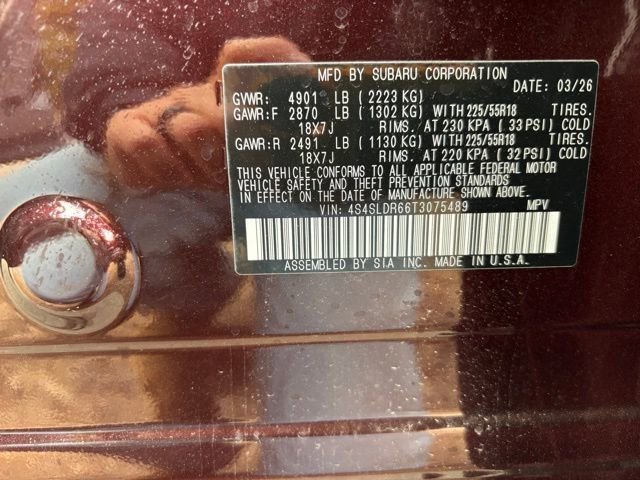 MFD BY SUBARU CORPORATION
DATE: 03/26
GVWR: 4901 LB ( 2223 KG)
GAWR:F 2870 LB ( 1302 KG) WITH 225/55R18 TIRES.
18X7J RIMS. AT 230 KPA ( 33 PSI) COLD
GAWR:R 2491 LB ( 1130 KG) WITH 225/55R18 TIRES.
18X7J RIMS. AT 220 KPA ( 32 PSI) COLD
THIS VEHICLE CONFORMS TO ALL APPLICABLE FEDERAL MOTOR
VEHICLE SAFETY AND THEFT PREVENTION STANDARDS
IN EFFECT ON THE DATE OF MANUFACTURE SHOWN ABOVE.
VIN: 4S4SLDR66T3075489 MPV
ASSEMBLED BY SIA INC. MADE IN U.S.A.